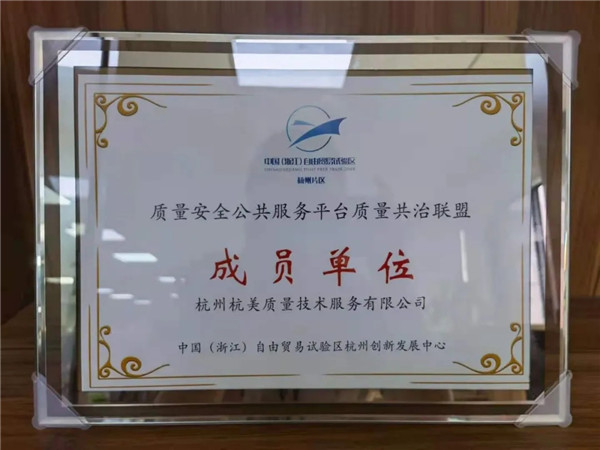 中国（浙江）自由贸易试验区
杭州片区
质量安全公共服务平台质量共治联盟
成员单位
杭州杭美质量技术服务有限公司
中国（浙江）自由贸易试验区杭州创新发展中心